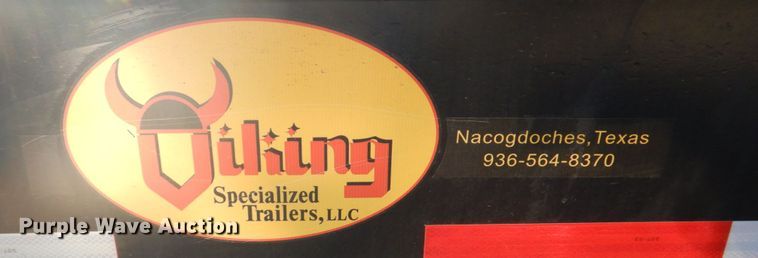 Viking
Specialized
Trailers, LLC
Nacogdoches, Texas
936-564-8370
Purple Wave Auction